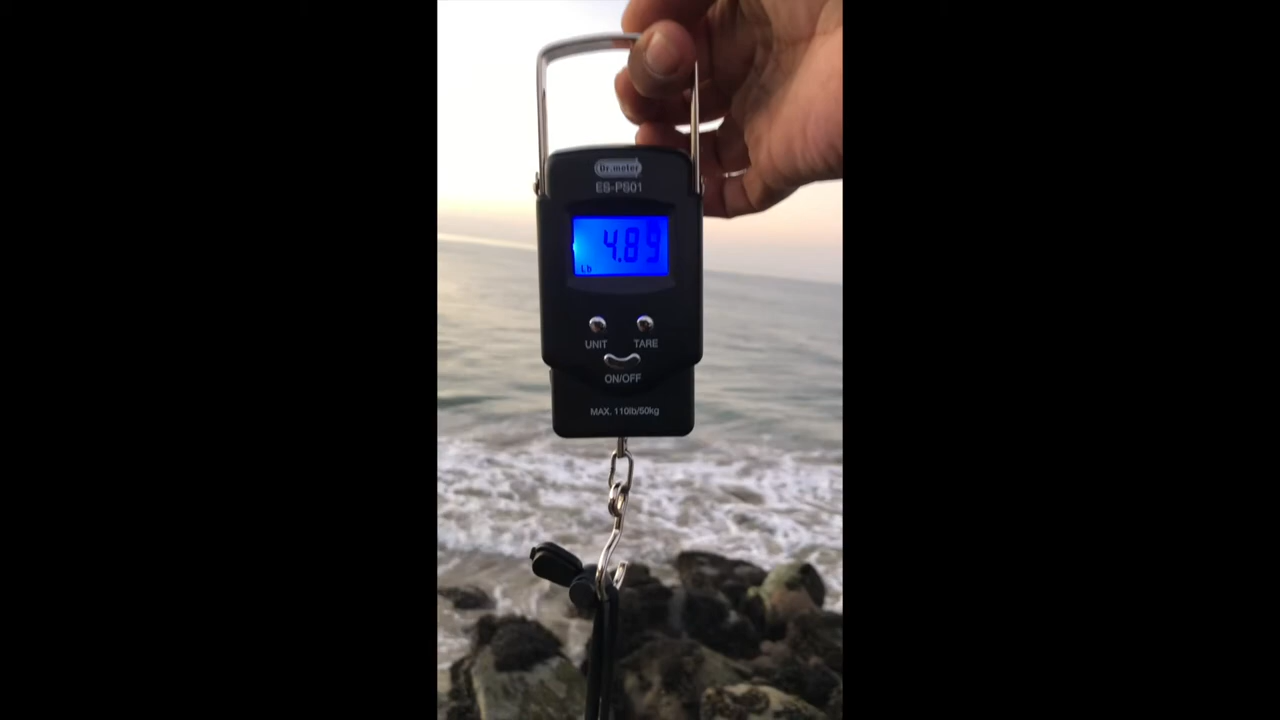 Dr.meter
ES-PS01
4.89
Lb
UNIT TARE
ON/OFF
MAX. 110lb/50kg